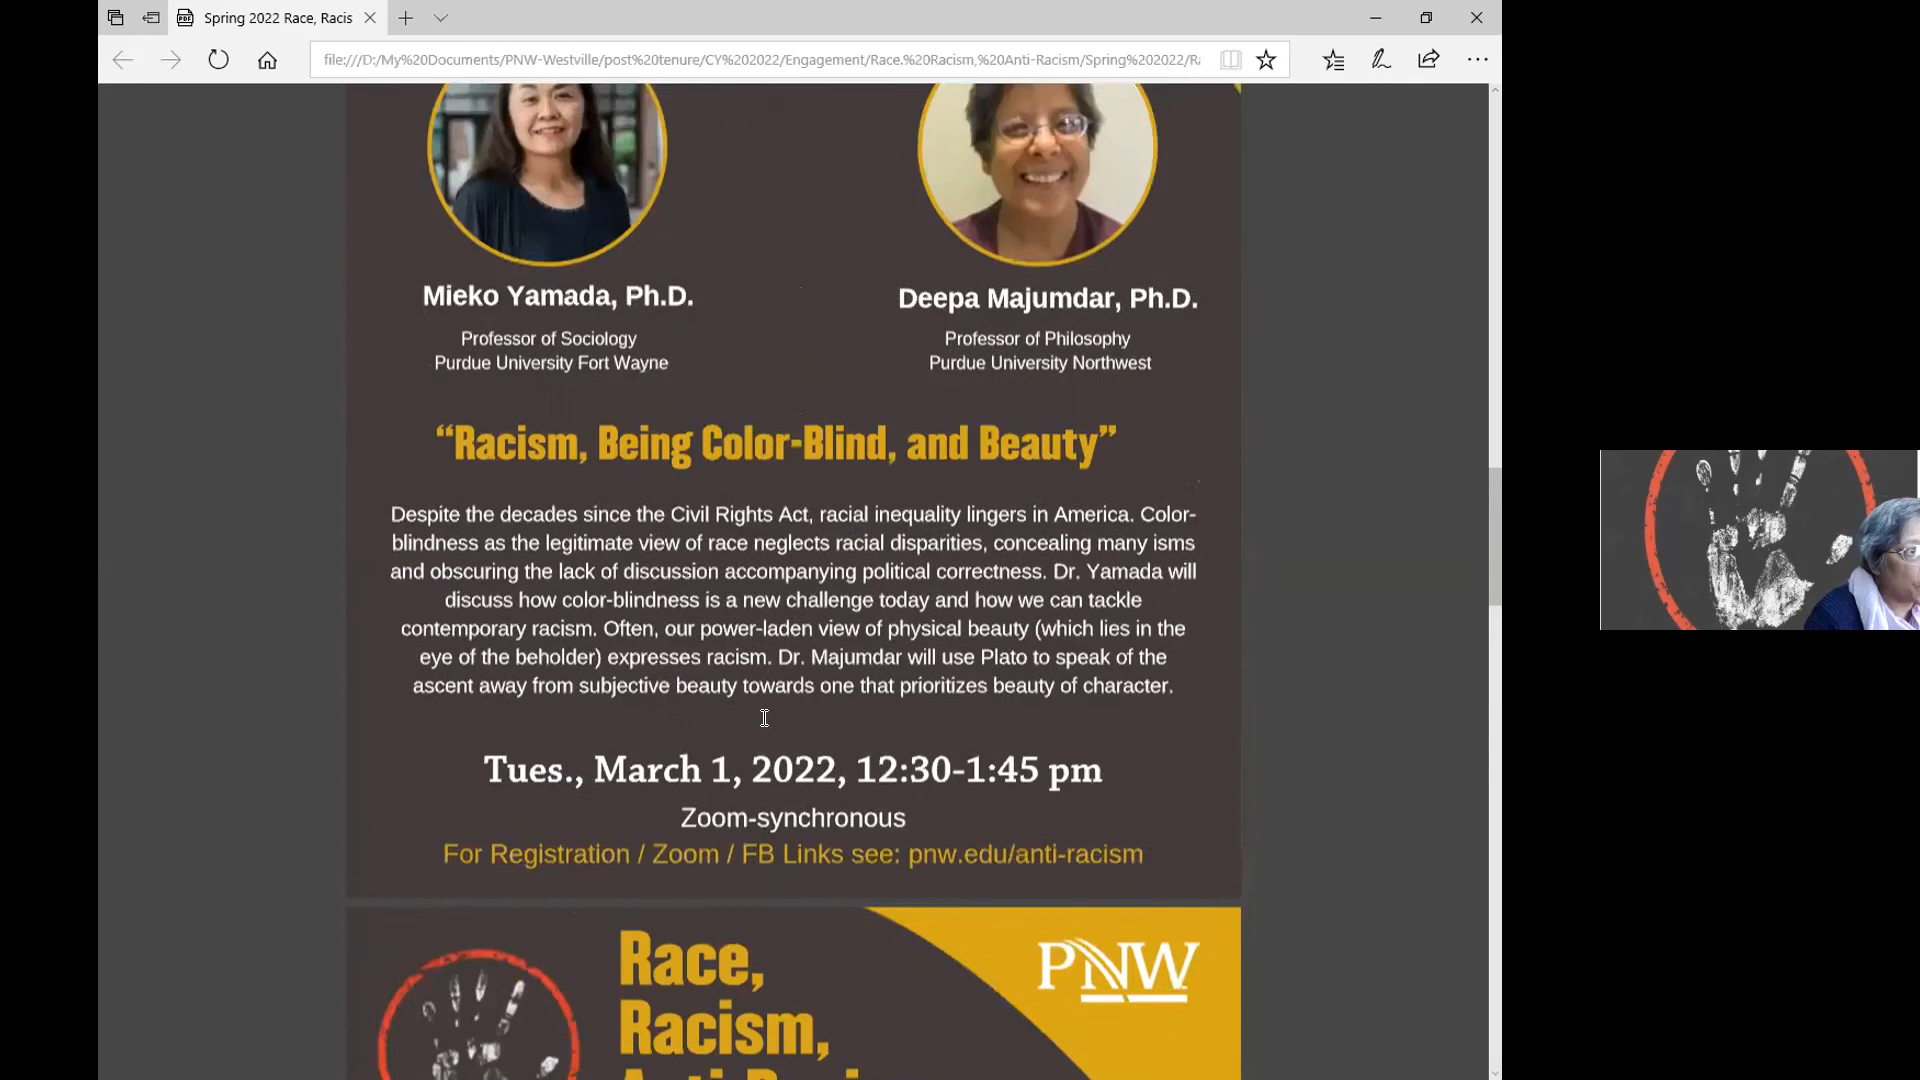 Spring 2022 Race, Racis
file:///D:/My%20Documents/PNW-Westville/post%20tenure/CY%202022/Engagement/Race.%20Racism,%20Anti-Racism/Spring%202022/R
Mieko Yamada, Ph.D.
Deepa Majumdar, Ph.D.
Professor of Sociology
Purdue University Fort Wayne
Professor of Philosophy
Purdue University Northwest
“Racism, Being Color-Blind, and Beauty”
Despite the decades since the Civil Rights Act, racial inequality lingers in America. Color-
blindness as the legitimate view of race neglects racial disparities, concealing many isms
and obscuring the lack of discussion accompanying political correctness. Dr. Yamada will
discuss how color-blindness is a new challenge today and how we can tackle
contemporary racism. Often, our power-laden view of physical beauty (which lies in the
eye of the beholder) expresses racism. Dr. Majumdar will use Plato to speak of the
ascent away from subjective beauty towards one that prioritizes beauty of character.
Tues., March 1, 2022, 12:30-1:45 pm
Zoom-synchronous
For Registration / Zoom / FB Links see: pnw.edu/anti-racism
Race,
Racism,
PNW